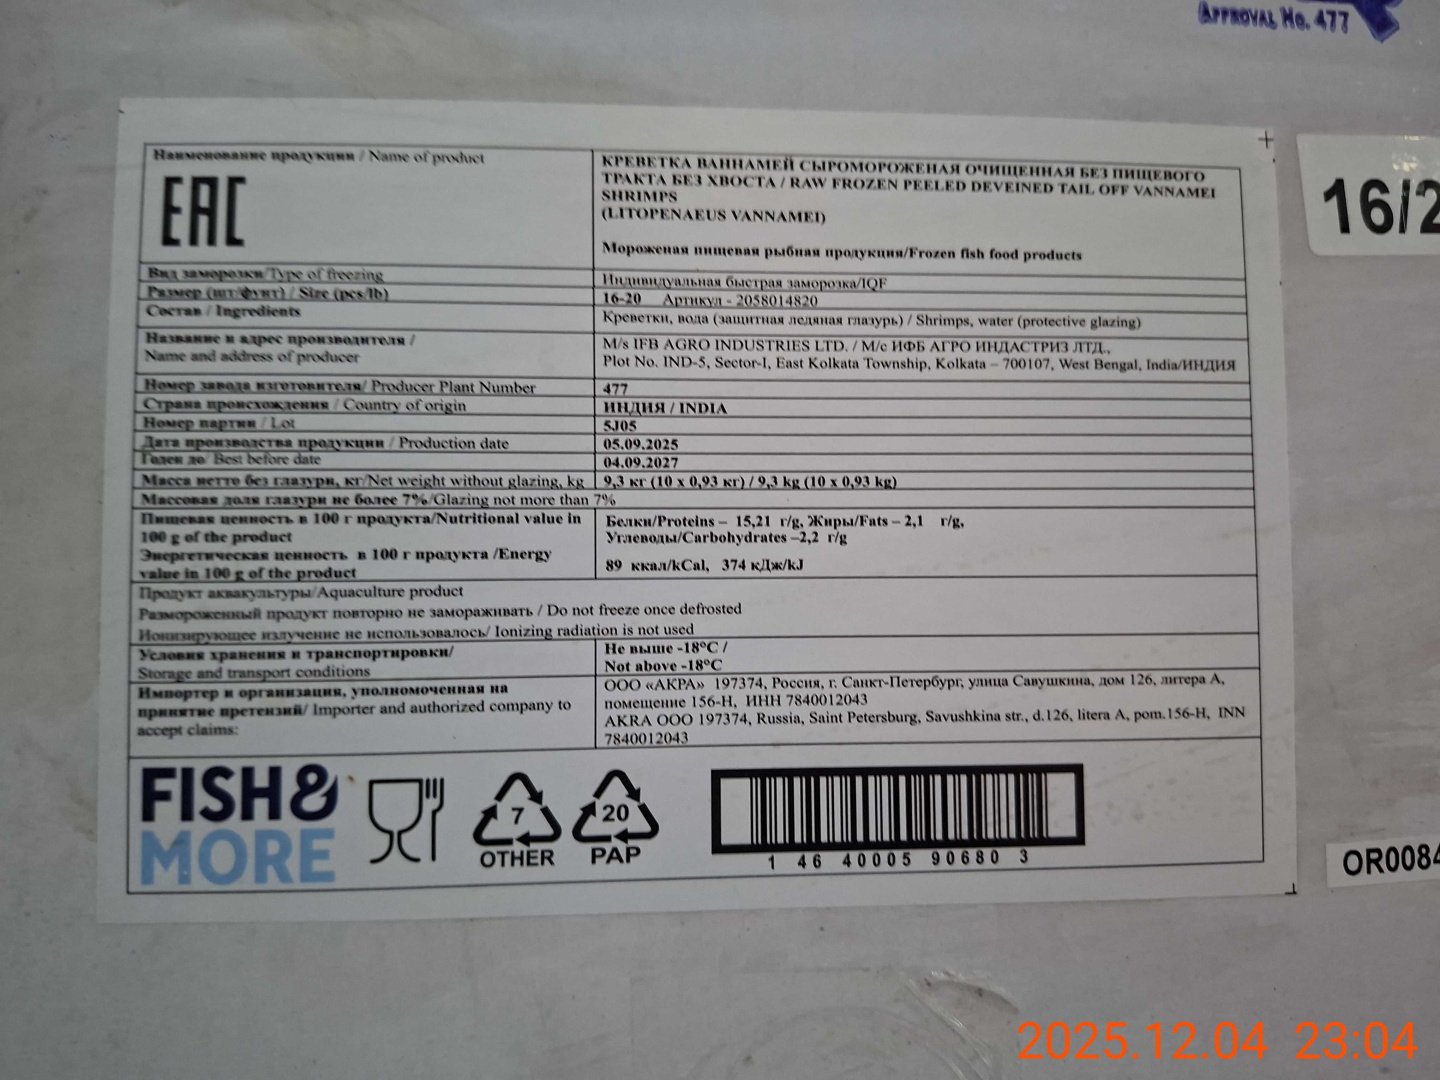 APPROVAL No. 477
Наименование продукции / Name of product
EAC
КРЕВЕТКА ВАННАМЕЙ СЫРОМОРОЖЕНАЯ ОЧИЩЕННАЯ БЕЗ ПИЩЕВОГО
ТРАКТА БЕЗ ХВОСТА / RAW FROZEN PEELED DEVEINED TAIL OFF VANNAMEI
SHRIMPS
(LITOPENAEUS VANNAMEI)
Мороженая пищевая рыбная продукция/Frozen fish food products
16/2
Вид заморозки/Type of freezing
Индивидуальная быстрая заморозка/IQF
Размер (шт/фунт) / Size (pcs/lb)
16-20 Артикул - 2058014820
Состав / Ingredients
Креветки, вода (защитная ледяная глазурь) / Shrimps, water (protective glazing)
Название и адрес производителя /
Name and address of producer
M/s IFB AGRO INDUSTRIES LTD. / М/с ИФБ АГРО ИНДАСТРИЗ ЛТД.,
Plot No. IND-5, Sector-I, East Kolkata Township, Kolkata – 700107, West Bengal, India/ИНДИЯ
Номер завода изготовителя/ Producer Plant Number
477
Страна происхождения / Country of origin
ИНДИЯ / INDIA
Номер партии / Lot
5J05
Дата производства продукции / Production date
05.09.2025
Годен до/ Best before date
04.09.2027
Масса нетто без глазури, кг/Net weight without glazing, kg
9,3 кг (10 x 0,93 кг) / 9,3 kg (10 x 0,93 kg)
Массовая доля глазури не более 7%/Glazing not more than 7%
Пищевая ценность в 100 г продукта/Nutritional value in
100 g of the product
Энергетическая ценность в 100 г продукта /Energy
value in 100 g of the product
Белки/Proteins – 15,21 г/g, Жиры/Fats – 2,1 г/g,
Углеводы/Carbohydrates –2,2 г/g
89 ккал/kCal, 374 кДж/kJ
Продукт аквакультуры/Aquaculture product
Размороженный продукт повторно не замораживать / Do not freeze once defrosted
Ионизирующее излучение не использовалось/ Ionizing radiation is not used
Условия хранения и транспортировки/
Storage and transport conditions
Не выше -18°C /
Not above -18°C
Импортер и организация, уполномоченная на
принятие претензий/ Importer and authorized company to
accept claims:
ООО «АКРА» 197374, Россия, г. Санкт-Петербург, улица Савушкина, дом 126, литера А,
помещение 156-Н, ИНН 7840012043
AKRA OOO 197374, Russia, Saint Petersburg, Savushkina str., d.126, litera A, pom.156-H, INN
7840012043
FISH&
MORE
7
OTHER
20
PAP
1 46 40005 90680 3
OR0084
2025.12.04 23:04